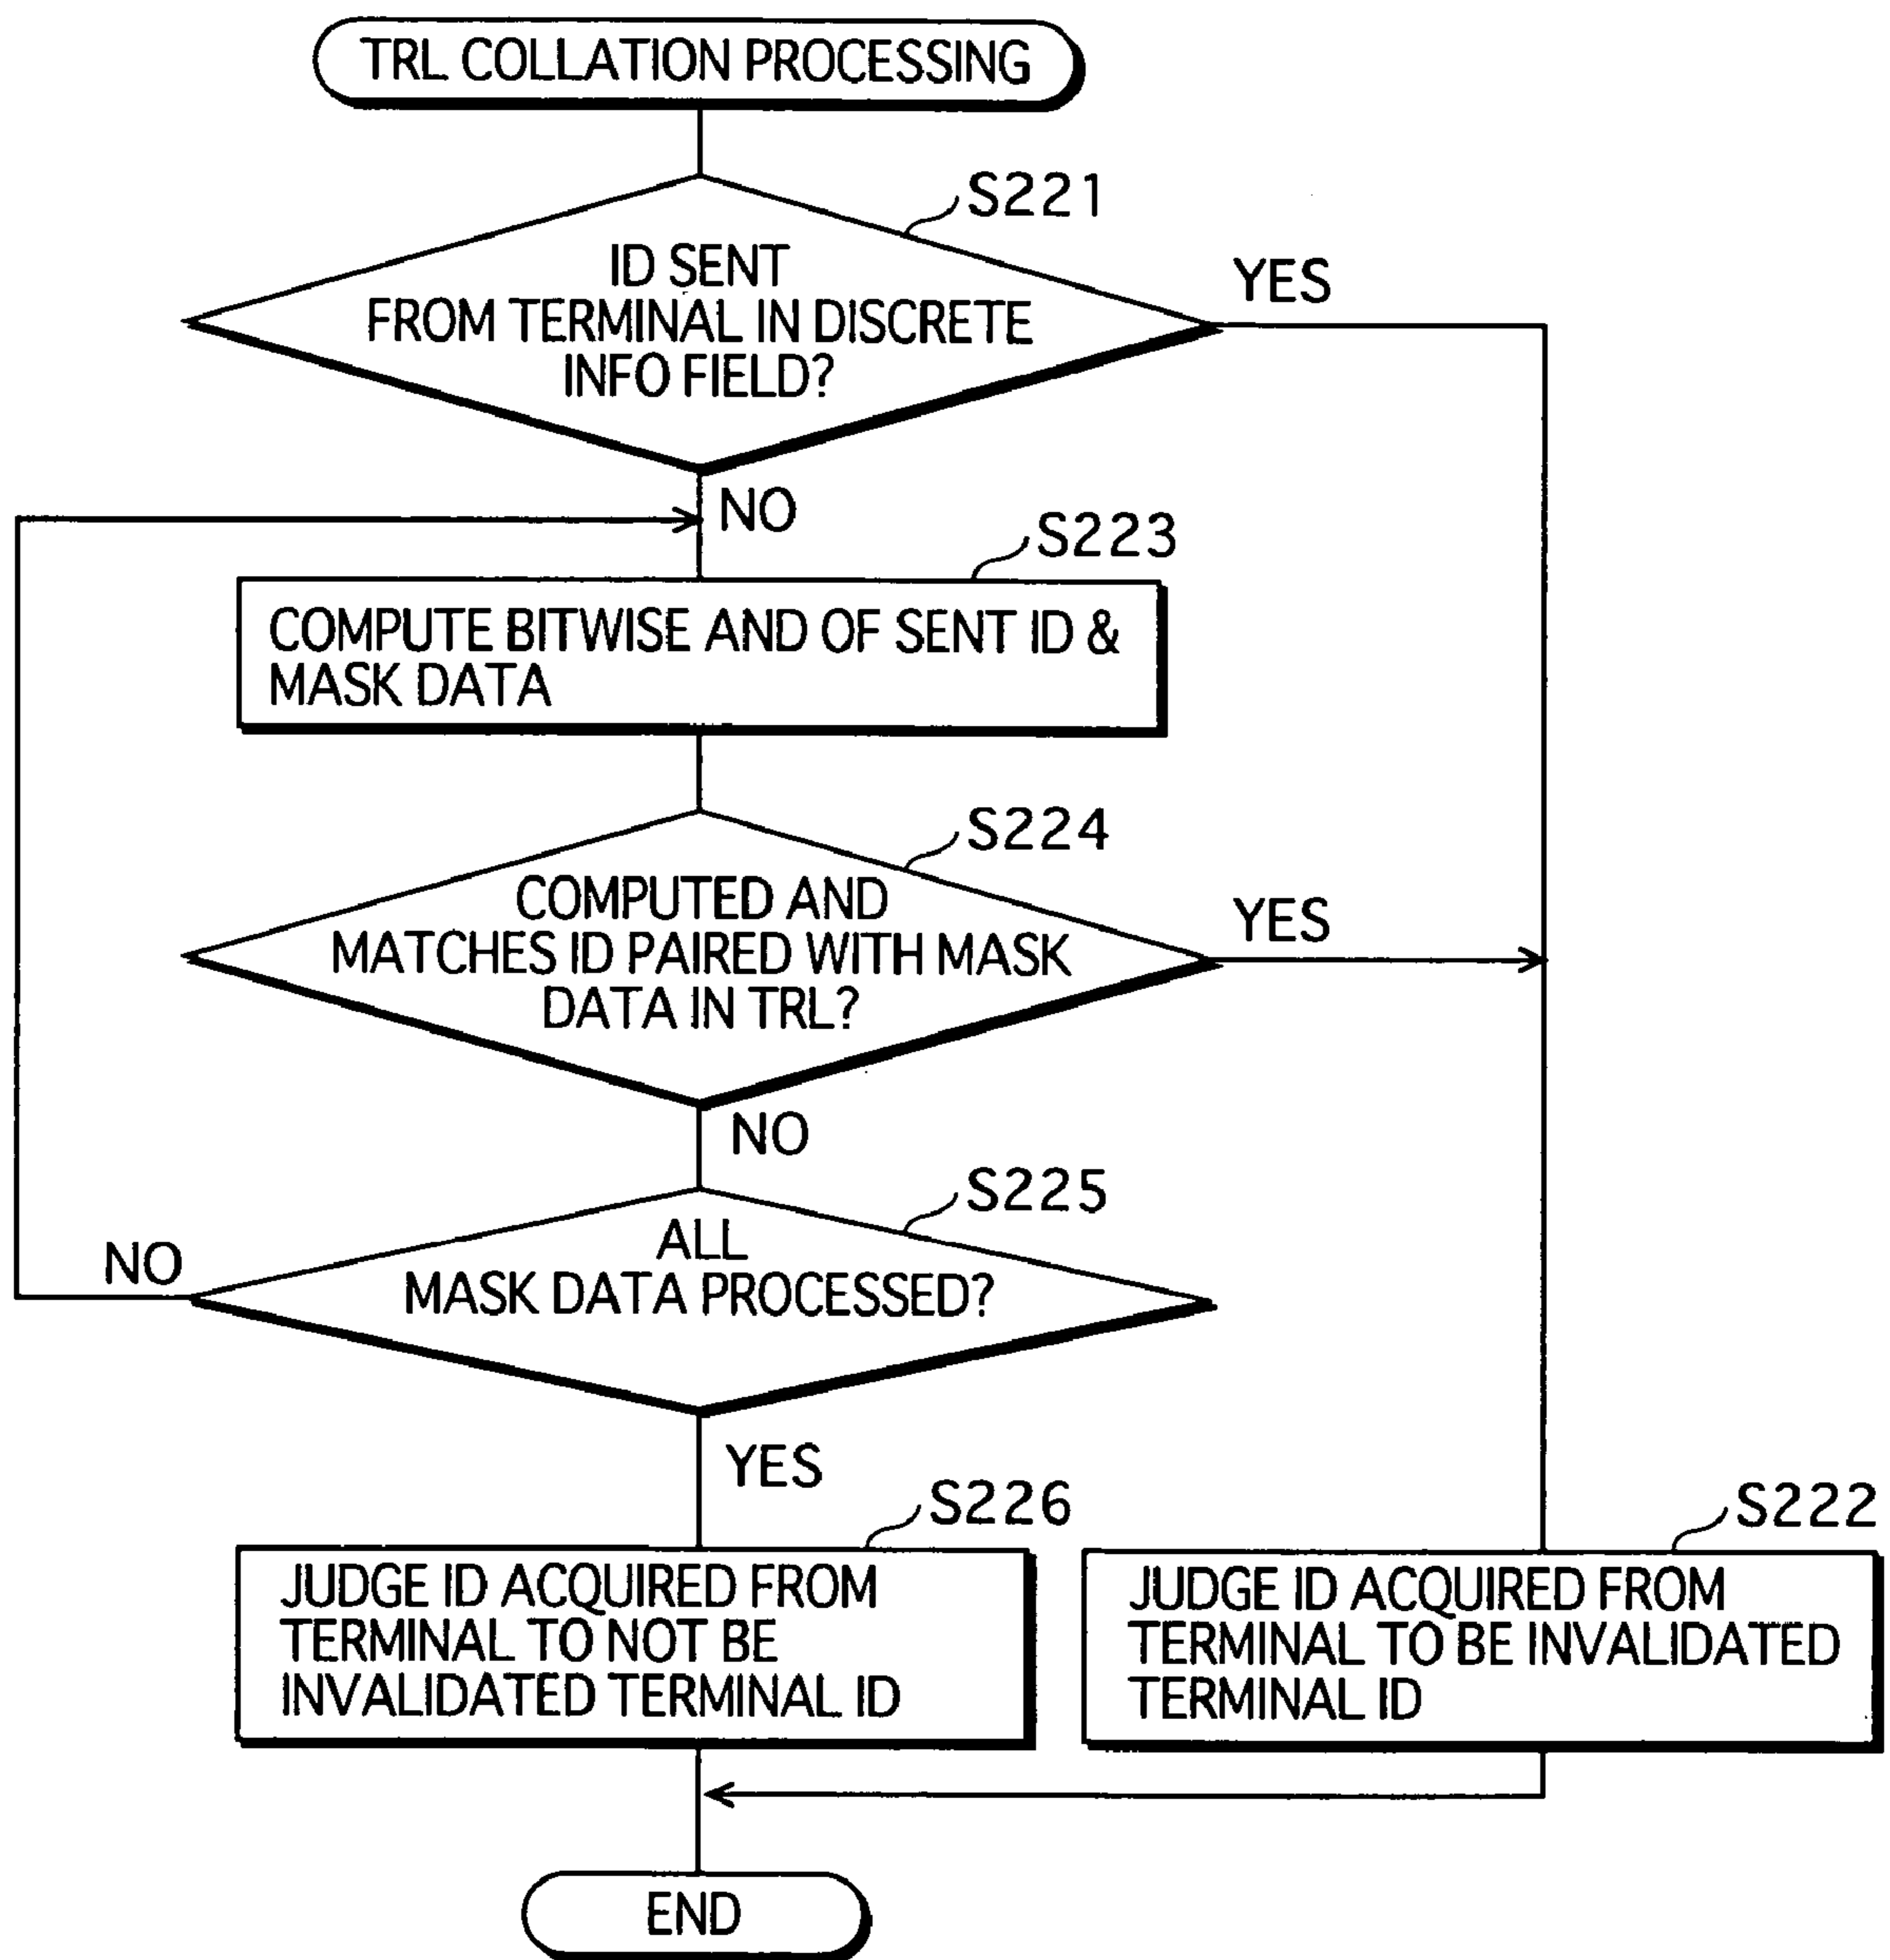 TRL COLLATION PROCESSING
S221
ID SENT
FROM TERMINAL IN DISCRETE
INFO FIELD?
YES
NO
S223
COMPUTE BITWISE AND OF SENT ID &
MASK DATA
S224
COMPUTED AND
MATCHES ID PAIRED WITH MASK
DATA IN TRL?
YES
NO
S225
ALL
MASK DATA PROCESSED?
NO
YES
S226
JUDGE ID ACQUIRED FROM
TERMINAL TO NOT BE
INVALIDATED TERMINAL ID
S222
JUDGE ID ACQUIRED FROM
TERMINAL TO BE INVALIDATED
TERMINAL ID
END